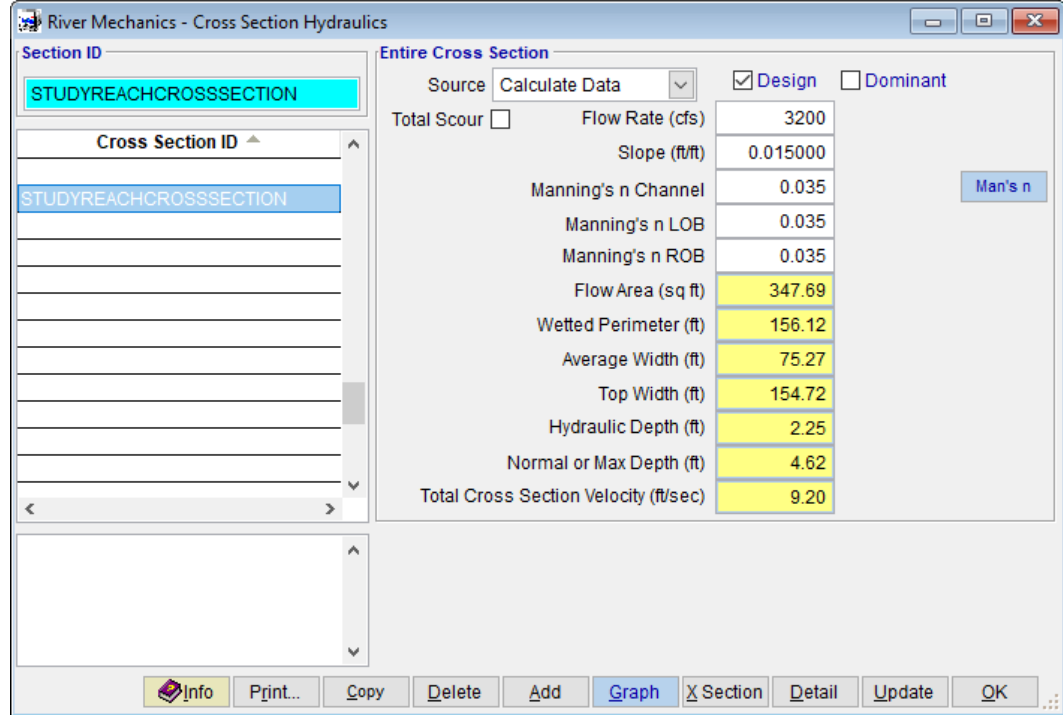 River Mechanics - Cross Section Hydraulics
Section ID
STUDYREACHCROSSSECTION
Cross Section ID
STUDYREACHCROSSSECTION
Entire Cross Section
Source Calculate Data Design Dominant
Total Scour Flow Rate (cfs) 3200
Slope (ft/ft) 0.015000
Manning's n Channel 0.035 Man's n
Manning's n LOB 0.035
Manning's n ROB 0.035
Flow Area (sq ft) 347.69
Wetted Perimeter (ft) 156.12
Average Width (ft) 75.27
Top Width (ft) 154.72
Hydraulic Depth (ft) 2.25
Normal or Max Depth (ft) 4.62
Total Cross Section Velocity (ft/sec) 9.20
Info Print... Copy Delete Add Graph X Section Detail Update OK